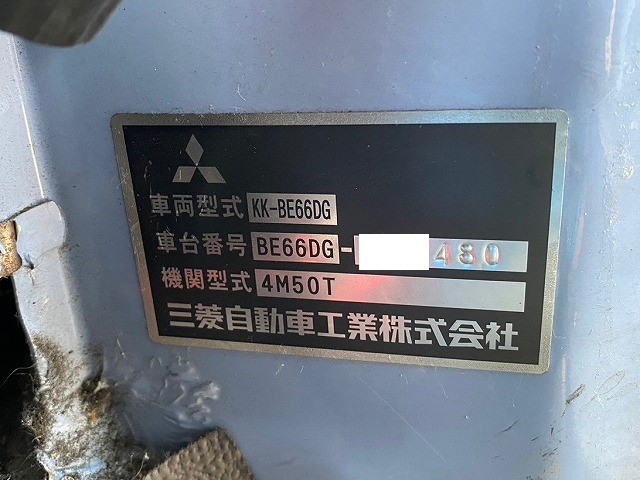 車両型式 KK-BE66DG
車台番号 BE66DG- 480
機関型式 4M50T
三菱自動車工業株式会社